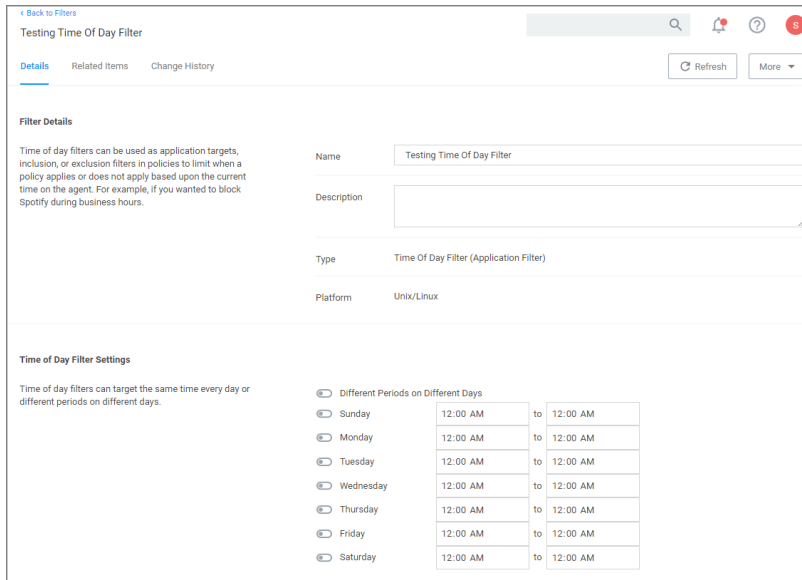 ‹ Back to Filters
Testing Time Of Day Filter
S
Details Related Items Change History
Refresh More
Filter Details
Time of day filters can be used as application targets,
inclusion, or exclusion filters in policies to limit when a
policy applies or does not apply based upon the current
time on the agent. For example, if you wanted to block
Spotify during business hours.
Name Testing Time Of Day Filter
Description
Type Time Of Day Filter (Application Filter)
Platform Unix/Linux
Time of Day Filter Settings
Time of day filters can target the same time every day or
different periods on different days.
Different Periods on Different Days
Sunday 12:00 AM to 12:00 AM
Monday 12:00 AM to 12:00 AM
Tuesday 12:00 AM to 12:00 AM
Wednesday 12:00 AM to 12:00 AM
Thursday 12:00 AM to 12:00 AM
Friday 12:00 AM to 12:00 AM
Saturday 12:00 AM to 12:00 AM